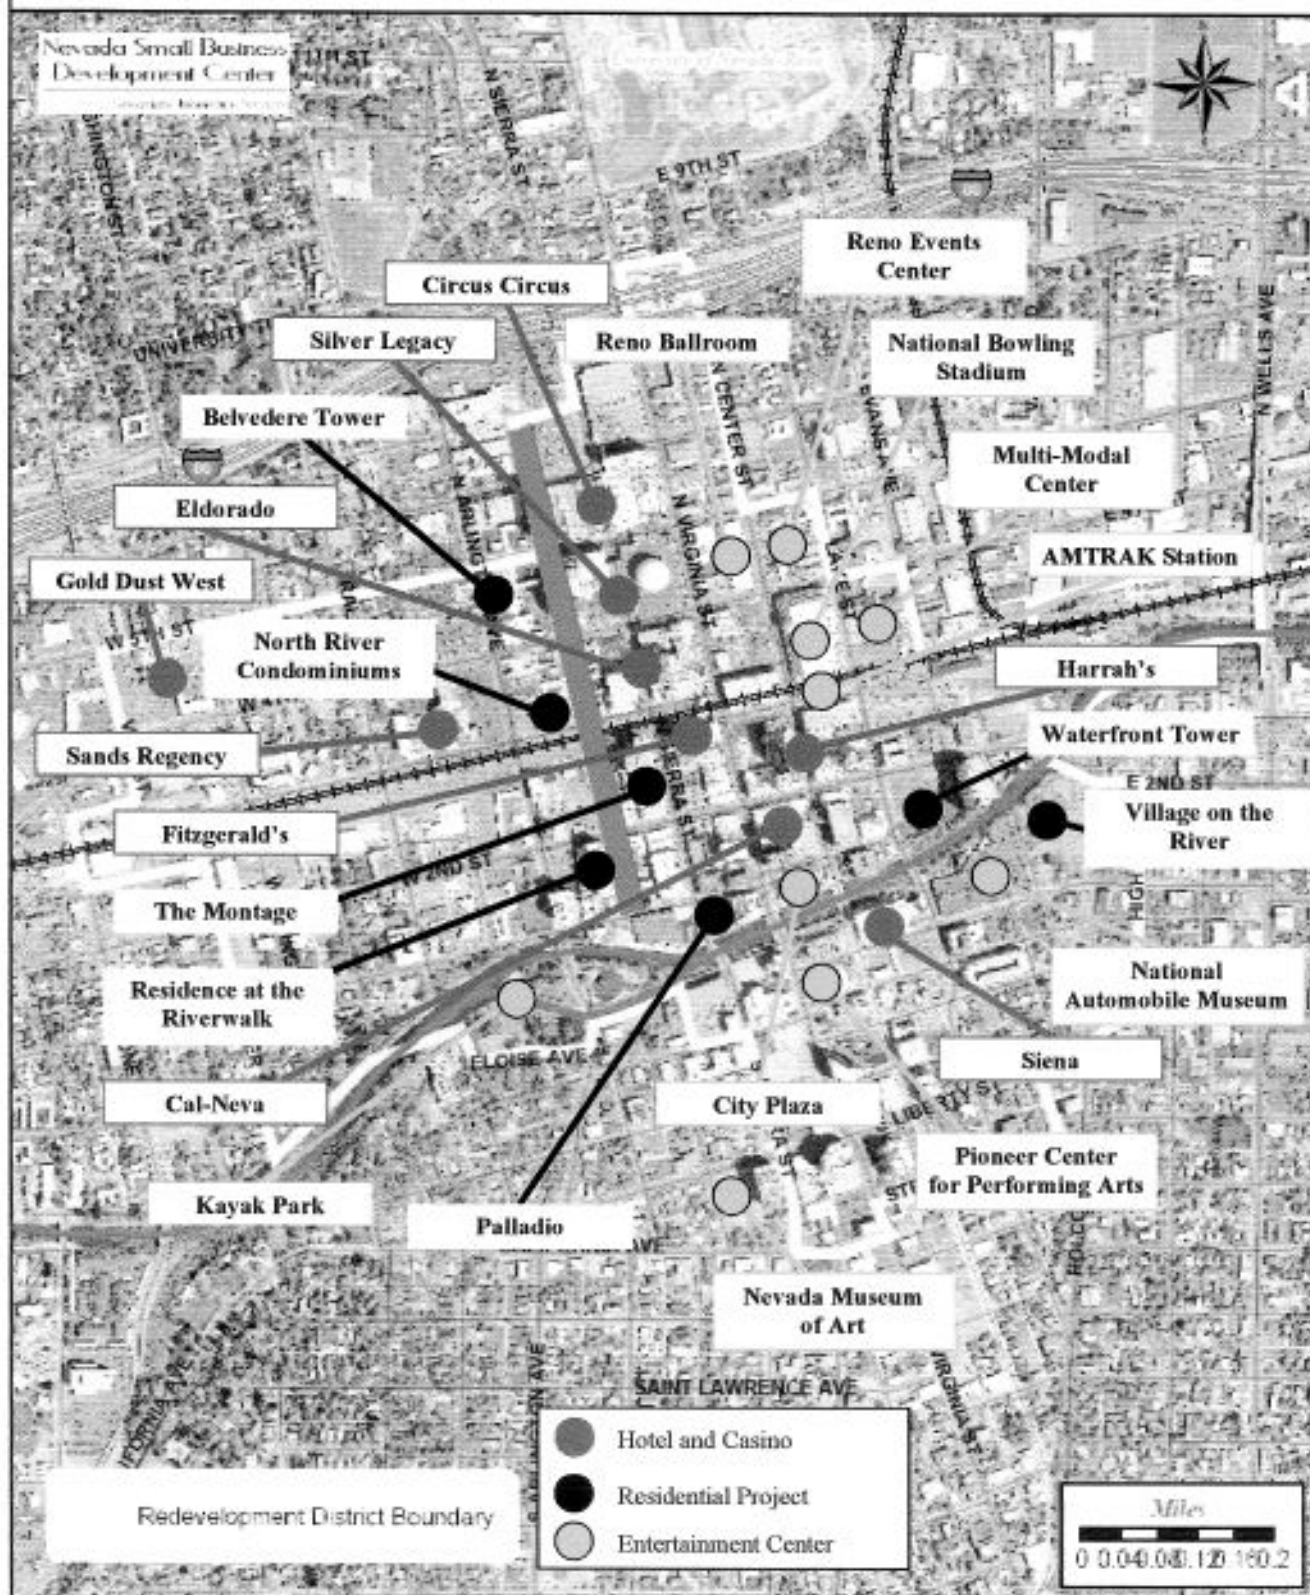 Nevada Small Business
Development Center
11TH ST
N SIERRA ST
E 9TH ST
Reno Events
Center
Circus Circus
Silver Legacy
Reno Ballroom
National Bowling
Stadium
N WELLS AVE
Belvedere Tower
N CENTER ST
EVANS AVE
Multi-Modal
Center
Eldorado
N VIRGINIA ST
AMTRAK Station
Gold Dust West
W 5TH ST
North River
Condominiums
Harrah's
Sands Regency
Waterfront Tower
E 2ND ST
Village on the
River
Fitzgerald's
W 2ND ST
The Montage
National
Automobile Museum
Residence at the
Riverwalk
ELOISE AVE
Siena
Cal-Neva
City Plaza
LIBERTY ST
Pioneer Center
for Performing Arts
Kayak Park
Palladio
Nevada Museum
of Art
SAINT LAWRENCE AVE
Hotel and Casino
Residential Project
Entertainment Center
Redevelopment District Boundary
Miles